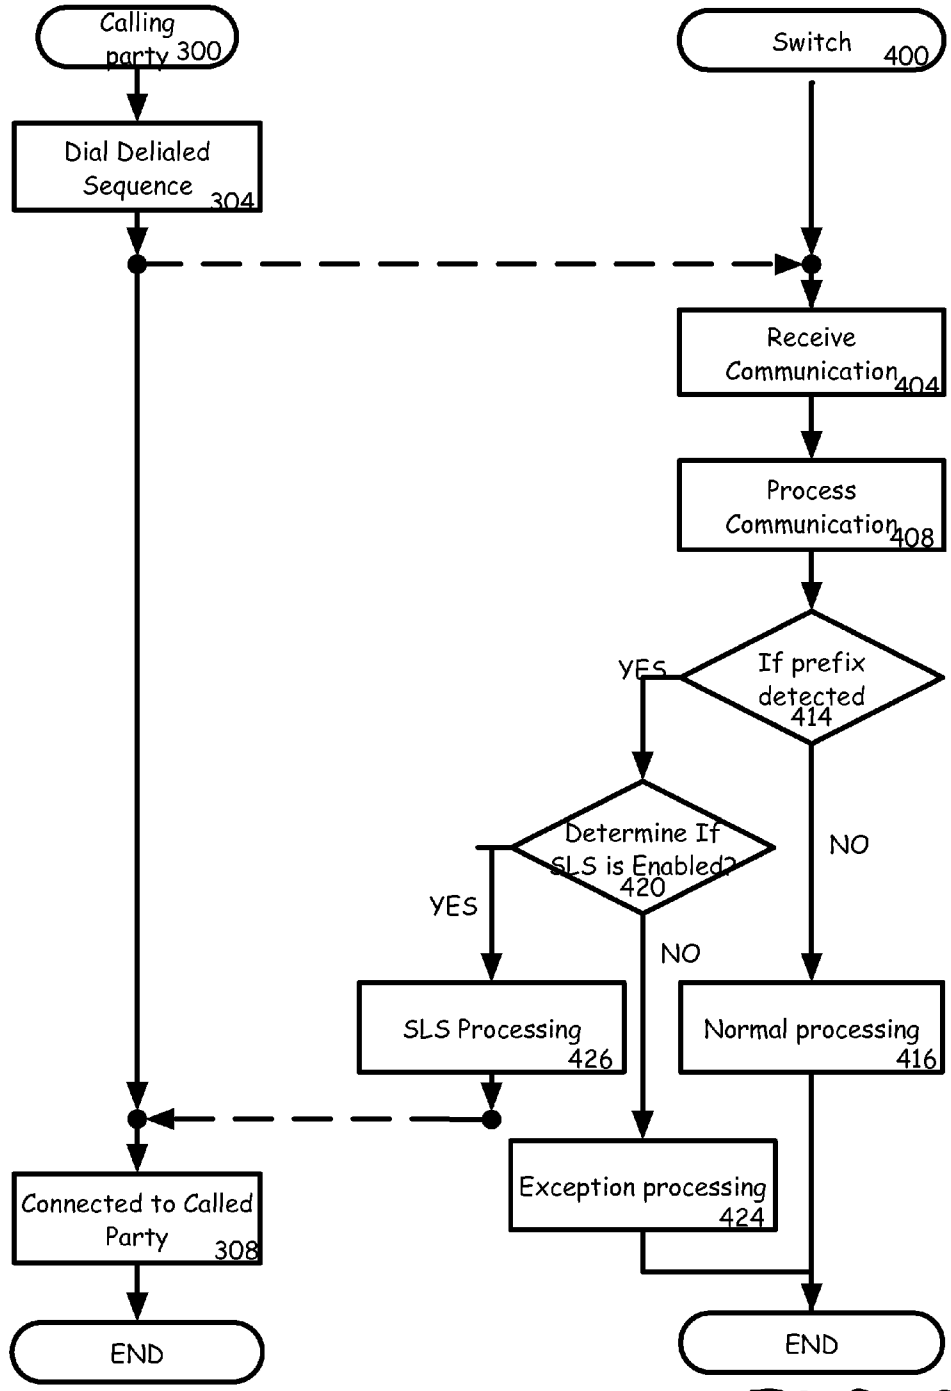 Calling
party 300
Switch
400
Dial Delialed
Sequence
304
Receive
Communication
404
Process
Communication
408
If prefix
detected
414
YES
NO
Determine If
SLS is Enabled?
420
YES
NO
SLS Processing
426
Normal processing
416
Exception processing
424
Connected to Called
Party
308
END
END